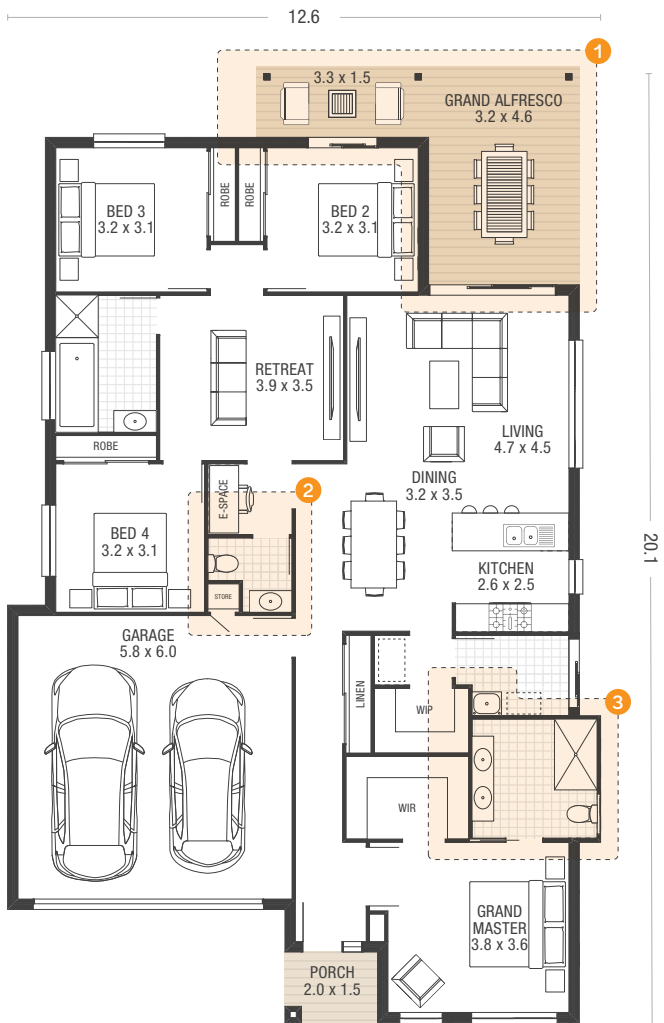 12.6
1
3.3 x 1.5
GRAND ALFRESCO
3.2 x 4.6
BED 3
3.2 x 3.1
ROBE
ROBE
BED 2
3.2 x 3.1
RETREAT
3.9 x 3.5
LIVING
4.7 x 4.5
ROBE
DINING
3.2 x 3.5
E-SPACE
2
BED 4
3.2 x 3.1
20.1
KITCHEN
2.6 x 2.5
STORE
GARAGE
5.8 x 6.0
LINEN
WIP
3
WIR
GRAND
MASTER
3.8 x 3.6
PORCH
2.0 x 1.5